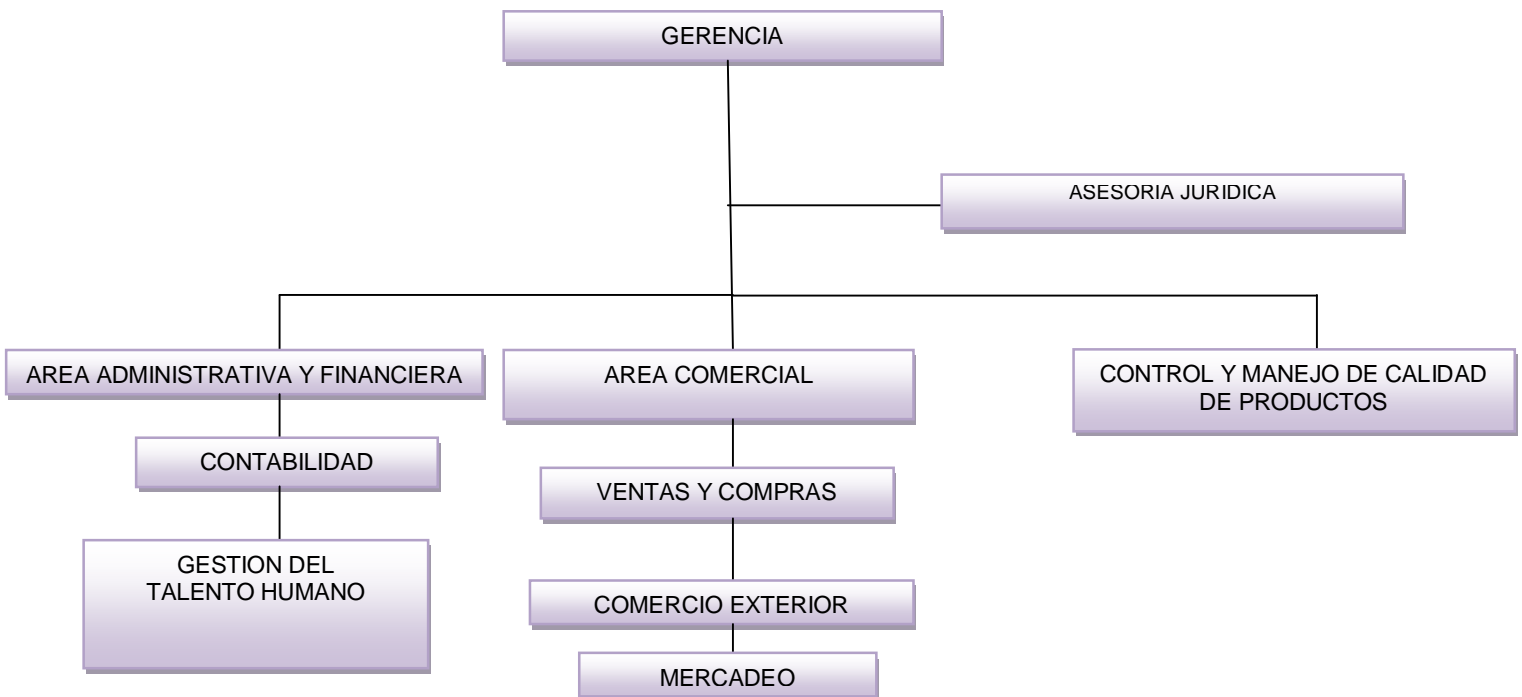 GERENCIA
ASESORIA JURIDICA
AREA ADMINISTRATIVA Y FINANCIERA
AREA COMERCIAL
CONTROL Y MANEJO DE CALIDAD
DE PRODUCTOS
CONTABILIDAD
VENTAS Y COMPRAS
GESTION DEL
TALENTO HUMANO
COMERCIO EXTERIOR
MERCADEO